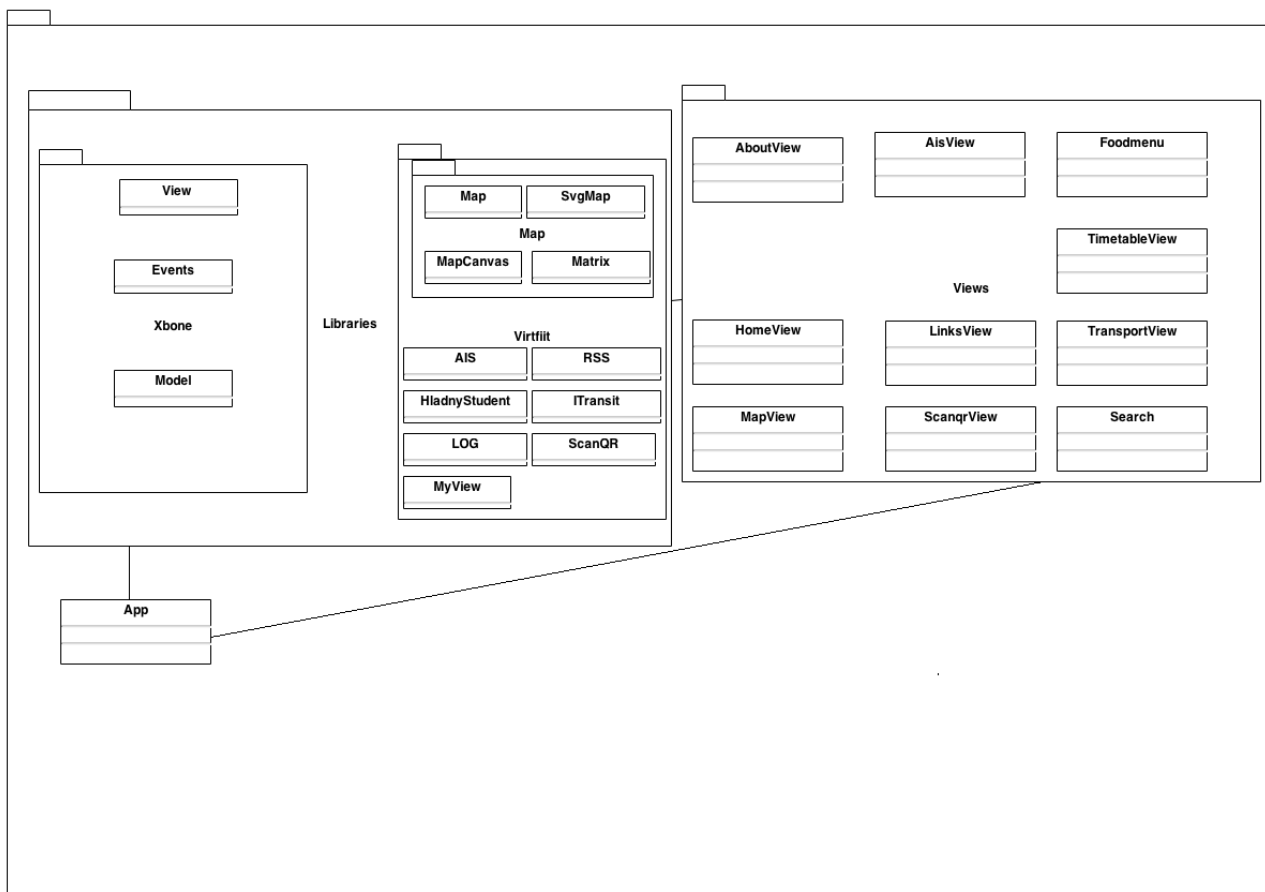 View
Events
Xbone
Model
Libraries
Map
SvgMap
Map
MapCanvas
Matrix
Virtfiit
AIS
RSS
HladnyStudent
ITransit
LOG
ScanQR
MyView
AboutView
AisView
Foodmenu
TimetableView
Views
HomeView
LinksView
TransportView
MapView
ScanqrView
Search
App